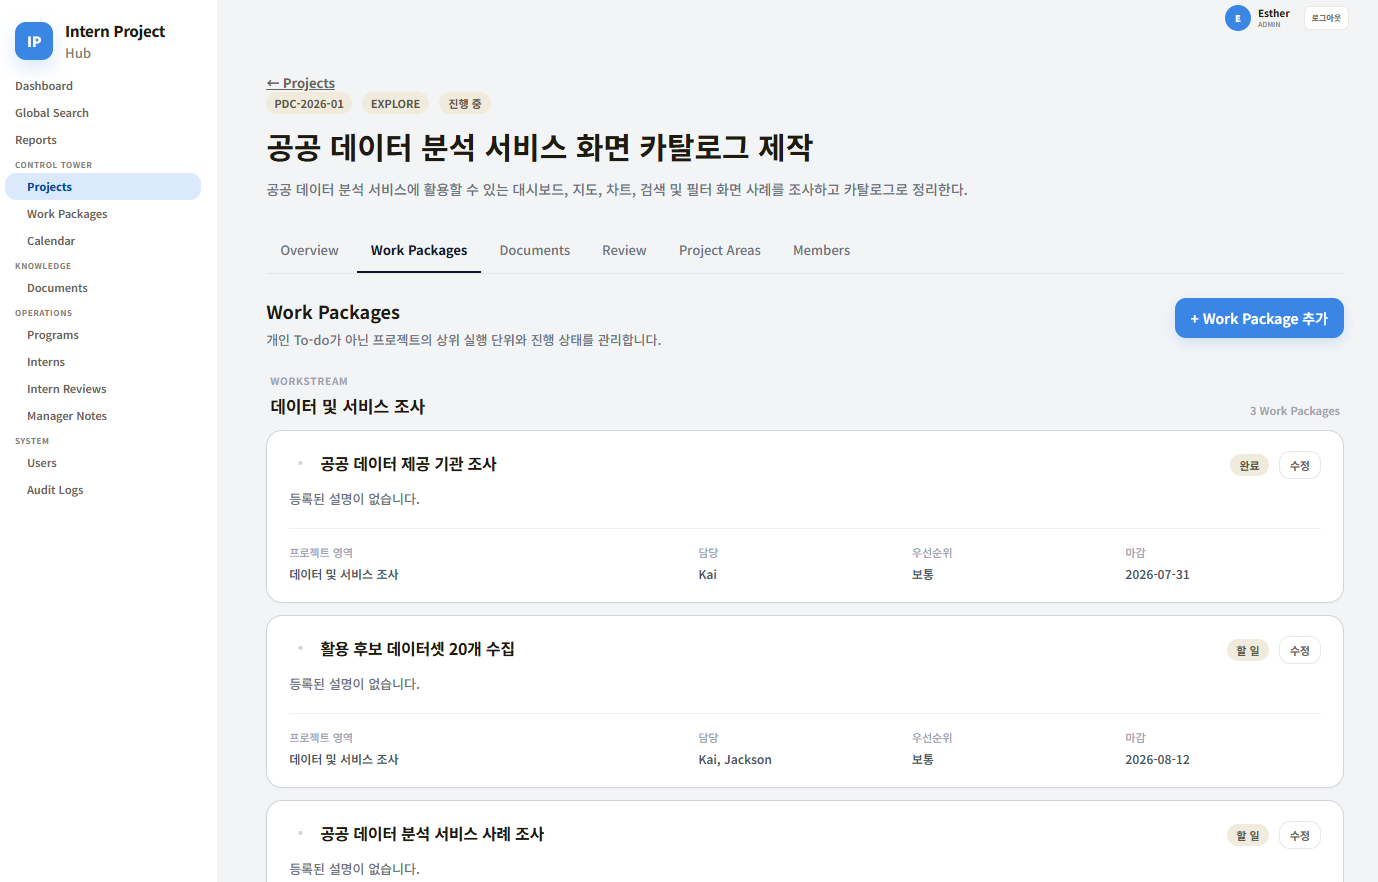 IP
Intern Project
Hub
Dashboard
Global Search
Reports
CONTROL TOWER
Projects
Work Packages
Calendar
KNOWLEDGE
Documents
OPERATIONS
Programs
Interns
Intern Reviews
Manager Notes
SYSTEM
Users
Audit Logs
E
Esther
ADMIN
로그아웃
← Projects
PDC-2026-01 EXPLORE 진행 중
공공 데이터 분석 서비스 화면 카탈로그 제작
공공 데이터 분석 서비스에 활용할 수 있는 대시보드, 지도, 차트, 검색 및 필터 화면 사례를 조사하고 카탈로그로 정리한다.
Overview Work Packages Documents Review Project Areas Members
Work Packages
개인 To-do가 아닌 프로젝트의 상위 실행 단위와 진행 상태를 관리합니다.
+ Work Package 추가
WORKSTREAM
데이터 및 서비스 조사
3 Work Packages
공공 데이터 제공 기관 조사
완료 수정
등록된 설명이 없습니다.
프로젝트 영역 담당 우선순위 마감
데이터 및 서비스 조사 Kai 보통 2026-07-31
활용 후보 데이터셋 20개 수집
할 일 수정
등록된 설명이 없습니다.
프로젝트 영역 담당 우선순위 마감
데이터 및 서비스 조사 Kai, Jackson 보통 2026-08-12
공공 데이터 분석 서비스 사례 조사
할 일 수정
등록된 설명이 없습니다.